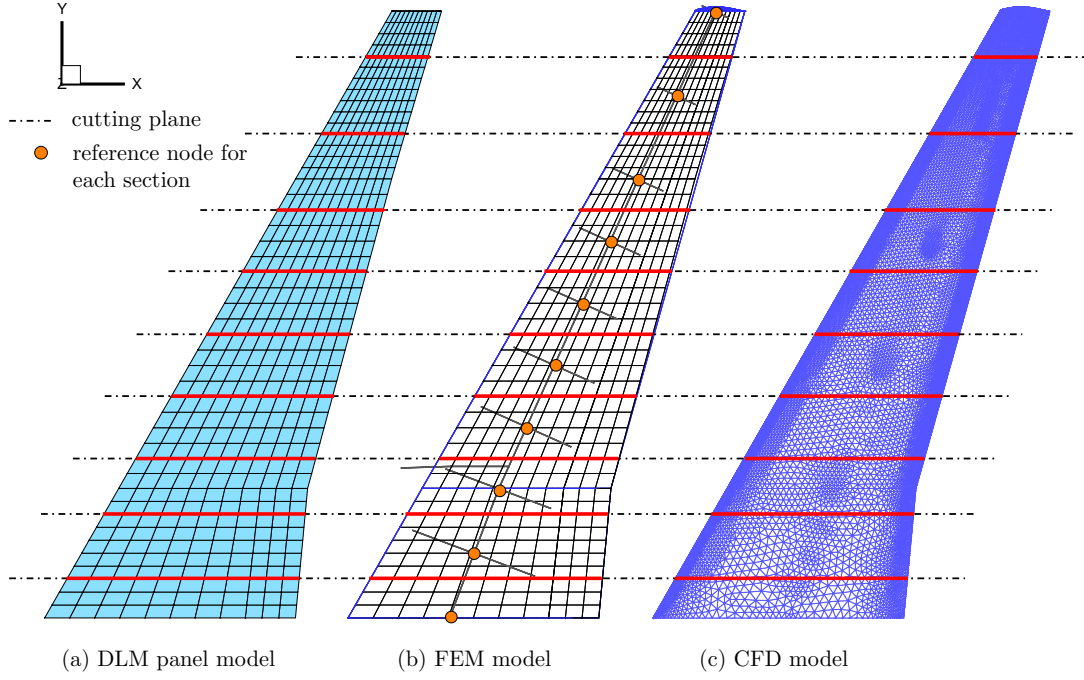 Y
Z
X
cutting plane
reference node for
each section
(a) DLM panel model
(b) FEM model
(c) CFD model